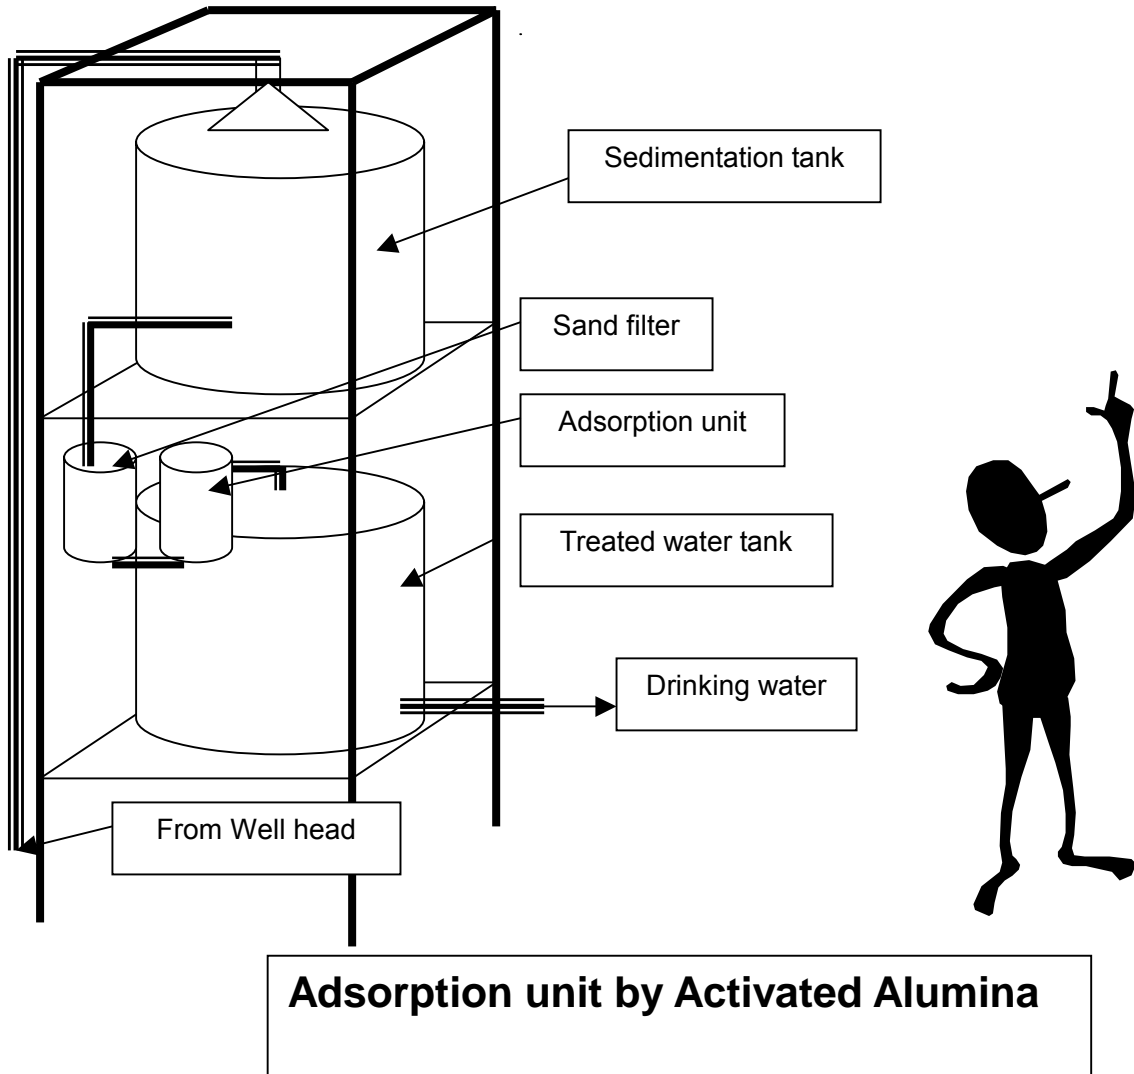 Sedimentation tank
Sand filter
Adsorption unit
Treated water tank
Drinking water
From Well head
Adsorption unit by Activated Alumina